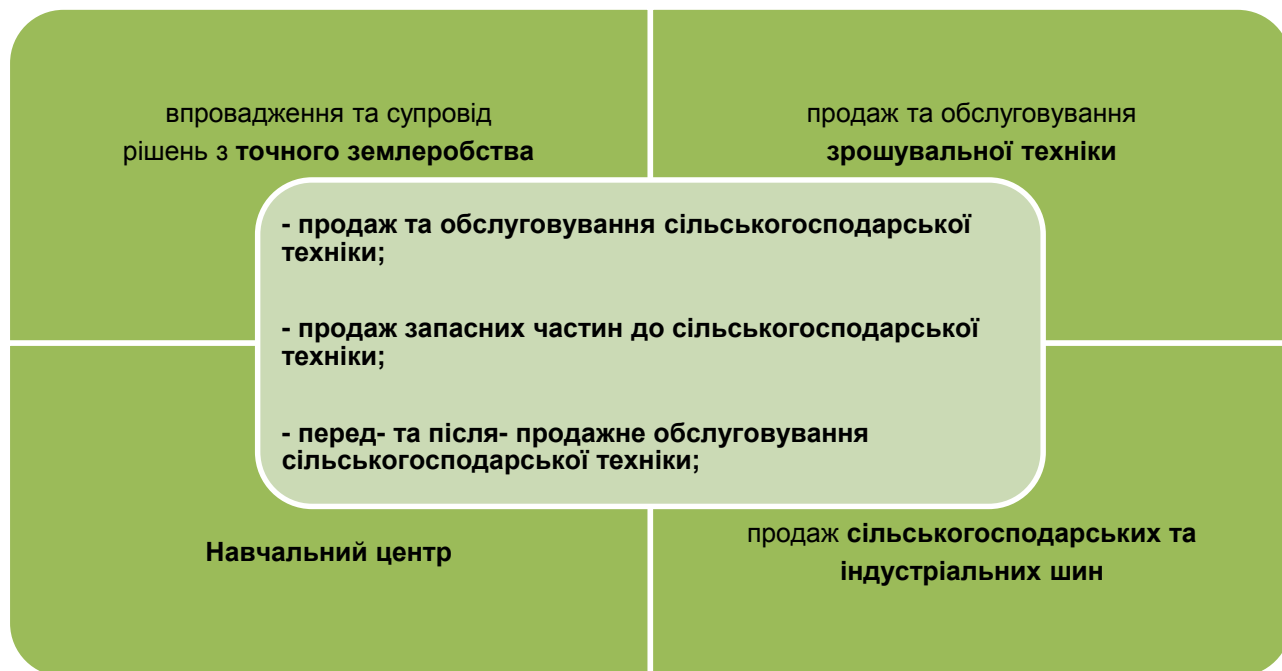 впровадження та супровід
рішень з точного землеробства
продаж та обслуговування
зрошувальної техніки
- продаж та обслуговування сільськогосподарської
техніки;
- продаж запасних частин до сільськогосподарської
техніки;
- перед- та після- продажне обслуговування
сільськогосподарської техніки;
Навчальний центр
продаж сільськогосподарських та
індустріальних шин